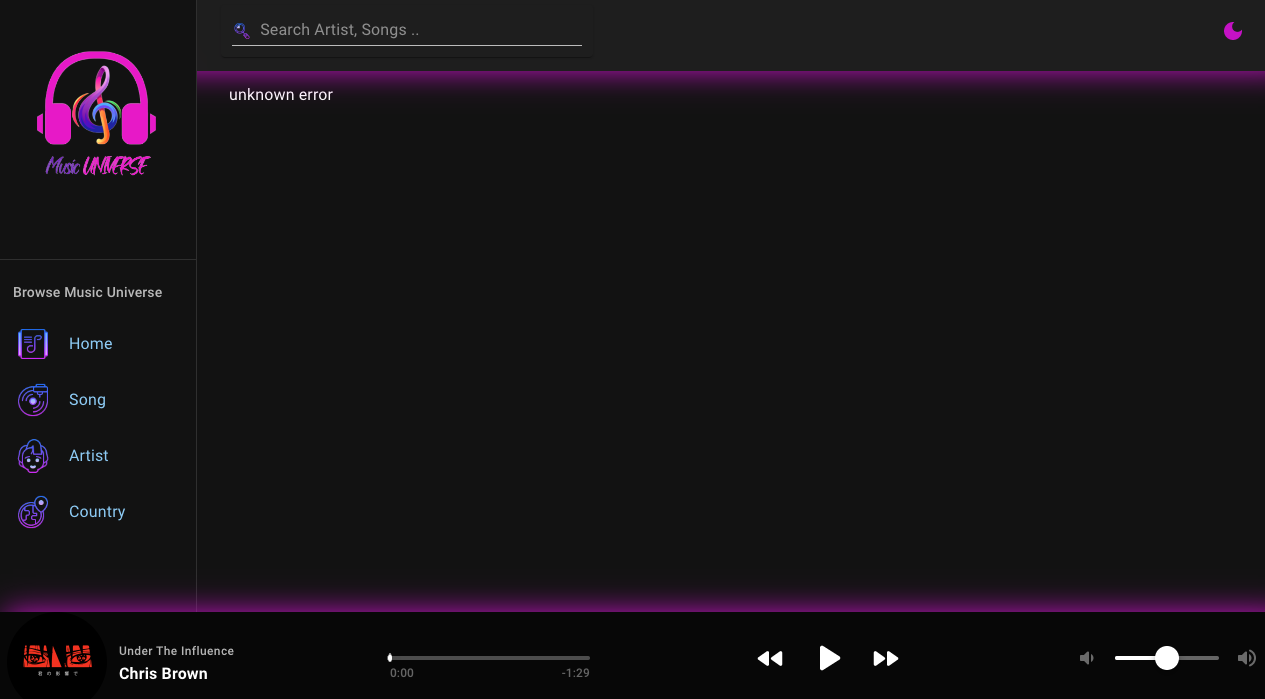 Search Artist, Songs ..
Music UNIVERSE
unknown error
Browse Music Universe
Home
Song
Artist
Country
Under The Influence
Chris Brown
0:00
-1:29